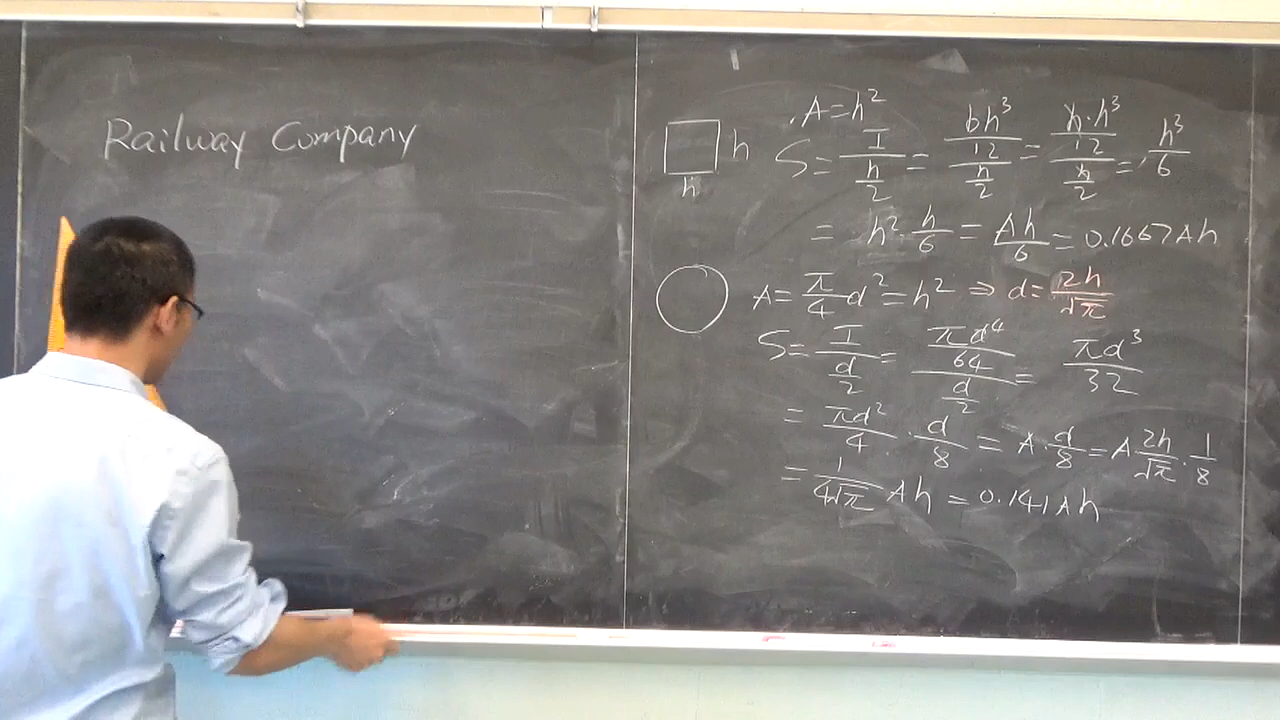 Railway Company
A=h²
h
h
S= I/(h/2) = (bh³/12)/(h/2) = (h·h³/12)/(h/2) = h³/6
= h²·h/6 = Ah/6 = 0.1667Ah
A= π/4 d² = h² ⇒ d= 2h/√π
S= I/(d/2) = (πd⁴/64)/(d/2) = πd³/32
= πd²/4 · d/8 = A·d/8 = A·2h/√π · 1/8
= 1/(4√π) Ah = 0.141Ah